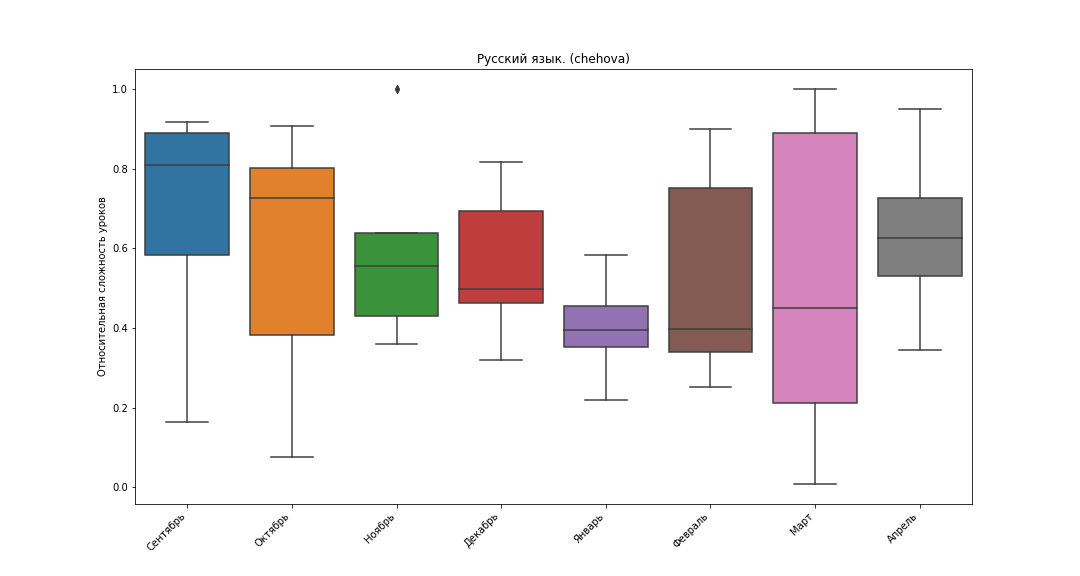 Русский язык. (chehova)
Относительная сложность уроков
1.0
0.8
0.6
0.4
0.2
0.0
Сентябрь
Октябрь
Ноябрь
Декабрь
Январь
Февраль
Март
Апрель